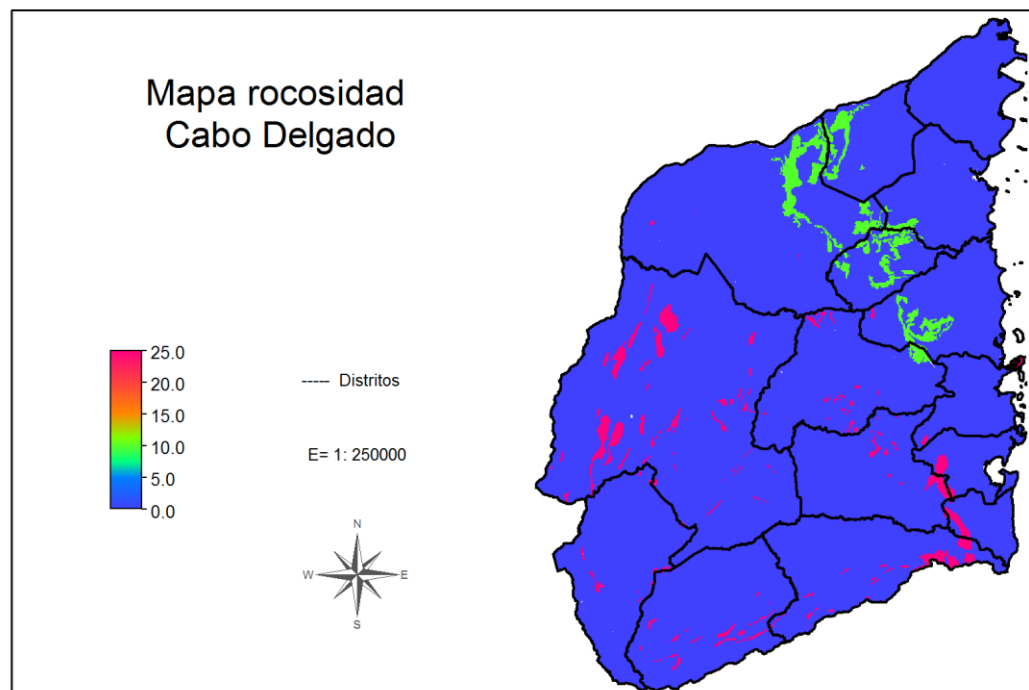 Mapa rocosidad
Cabo Delgado
25.0
20.0
15.0
10.0
5.0
0.0
----- Distritos
E= 1: 250000
N
W
E
S